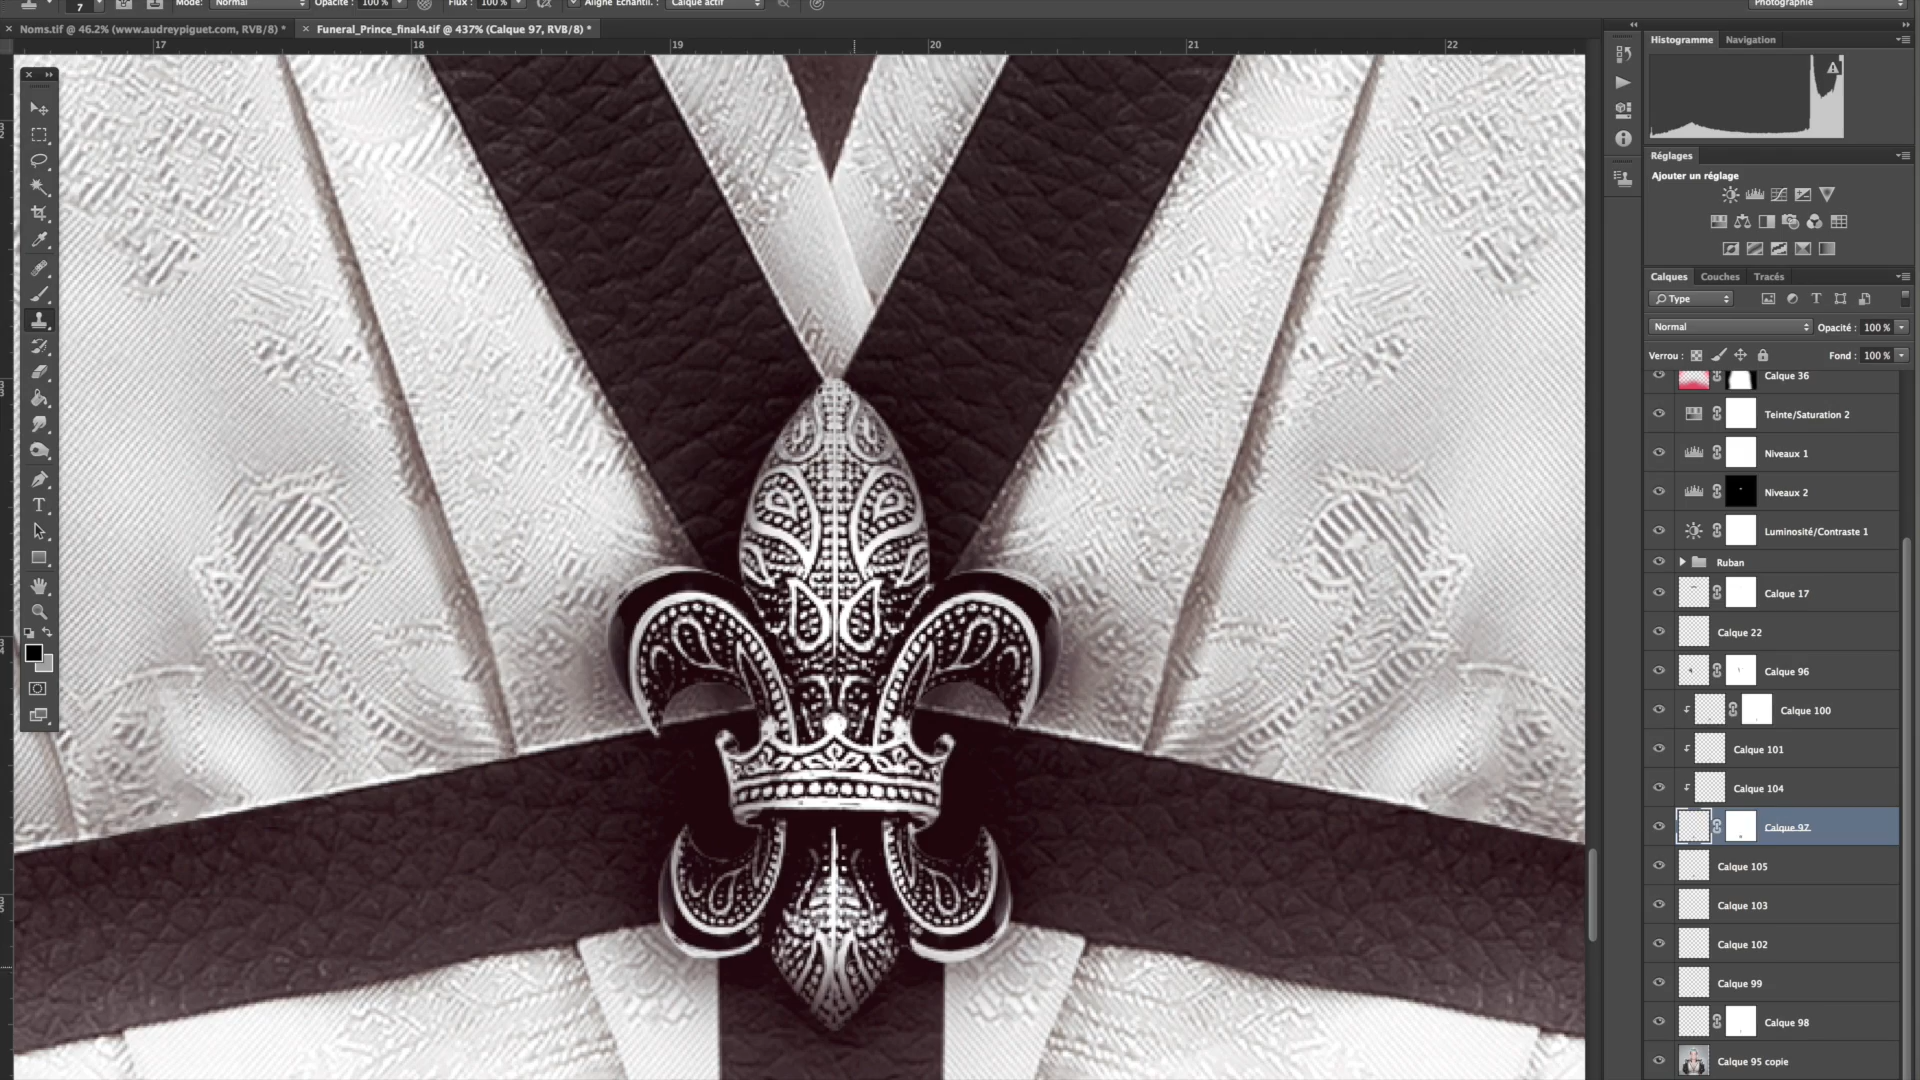 7
Mode:
Normal
Opacité :
100 %
Flux :
100 %
Aligné
Echantil. :
Calque actif
Photographie
Noms.tif @ 46.2% (www.audreypiguet.com, RVB/8) *
Funeral_Prince_final4.tif @ 437% (Calque 97, RVB/8) *
17
18
19
20
21
22
Histogramme
Navigation
Réglages
Ajouter un réglage
Calques
Couches
Tracés
Type
Normal
Opacité :
100 %
Verrou :
Fond :
100 %
Calque 36
Teinte/Saturation 2
Niveaux 1
Niveaux 2
Luminosité/Contraste 1
Ruban
Calque 17
Calque 22
Calque 96
Calque 100
Calque 101
Calque 104
Calque 97
Calque 105
Calque 103
Calque 102
Calque 99
Calque 98
Calque 95 copie